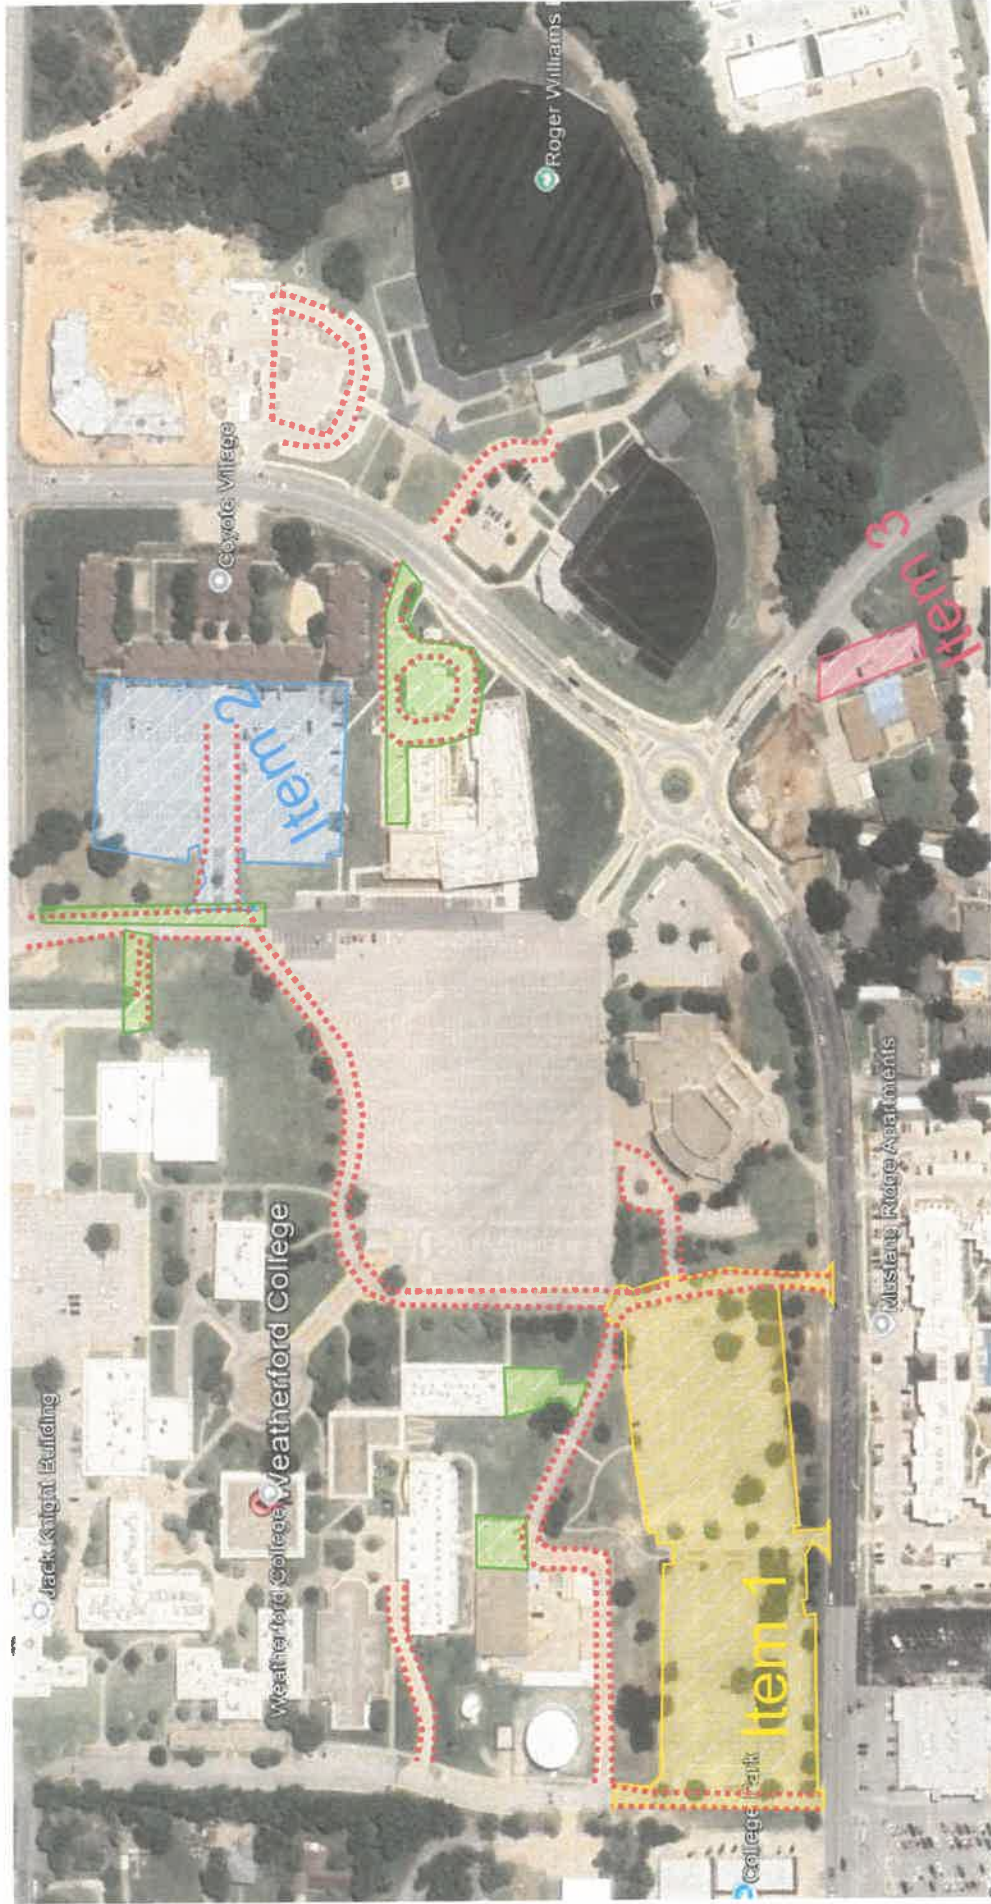 Roger Williams
Coyote Village
Item 2
Item 3
Mustang Ridge Apartments
Weatherford College
Weatherford College
Jack Knight Building
Item 1
College Park